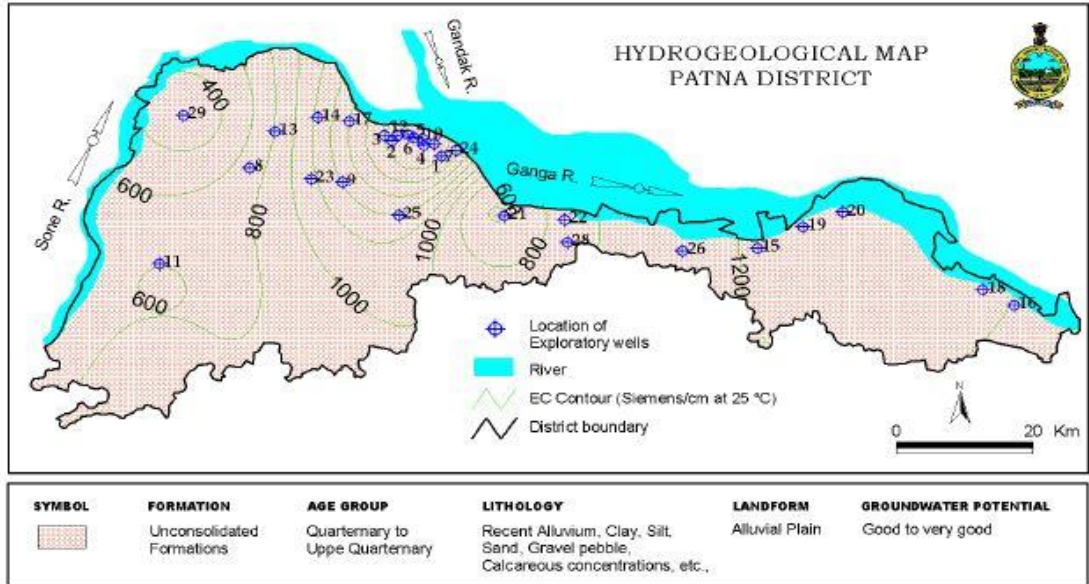 HYDROGEOLOGICAL MAP
PATNA DISTRICT
Gandak R.
Ganga R.
Sone R.
400
600
800
1000
600
1000
600
800
1200
29
13
14
17
8
23
9
3
12
2
6
5
4
10
1
7
24
25
21
22
28
26
15
19
20
18
16
11
Location of
Exploratory wells
River
EC Contour (Siemens/cm at 25 °C)
District boundary
N
0 20 Km
SYMBOL FORMATION AGE GROUP LITHOLOGY LANDFORM GROUNDWATER POTENTIAL
Unconsolidated Quarternary to Recent Alluvium, Clay, Silt, Alluvial Plain Good to very good
Formations Uppe Quarternary Sand, Gravel pebble,
Calcareous concentrations, etc.,